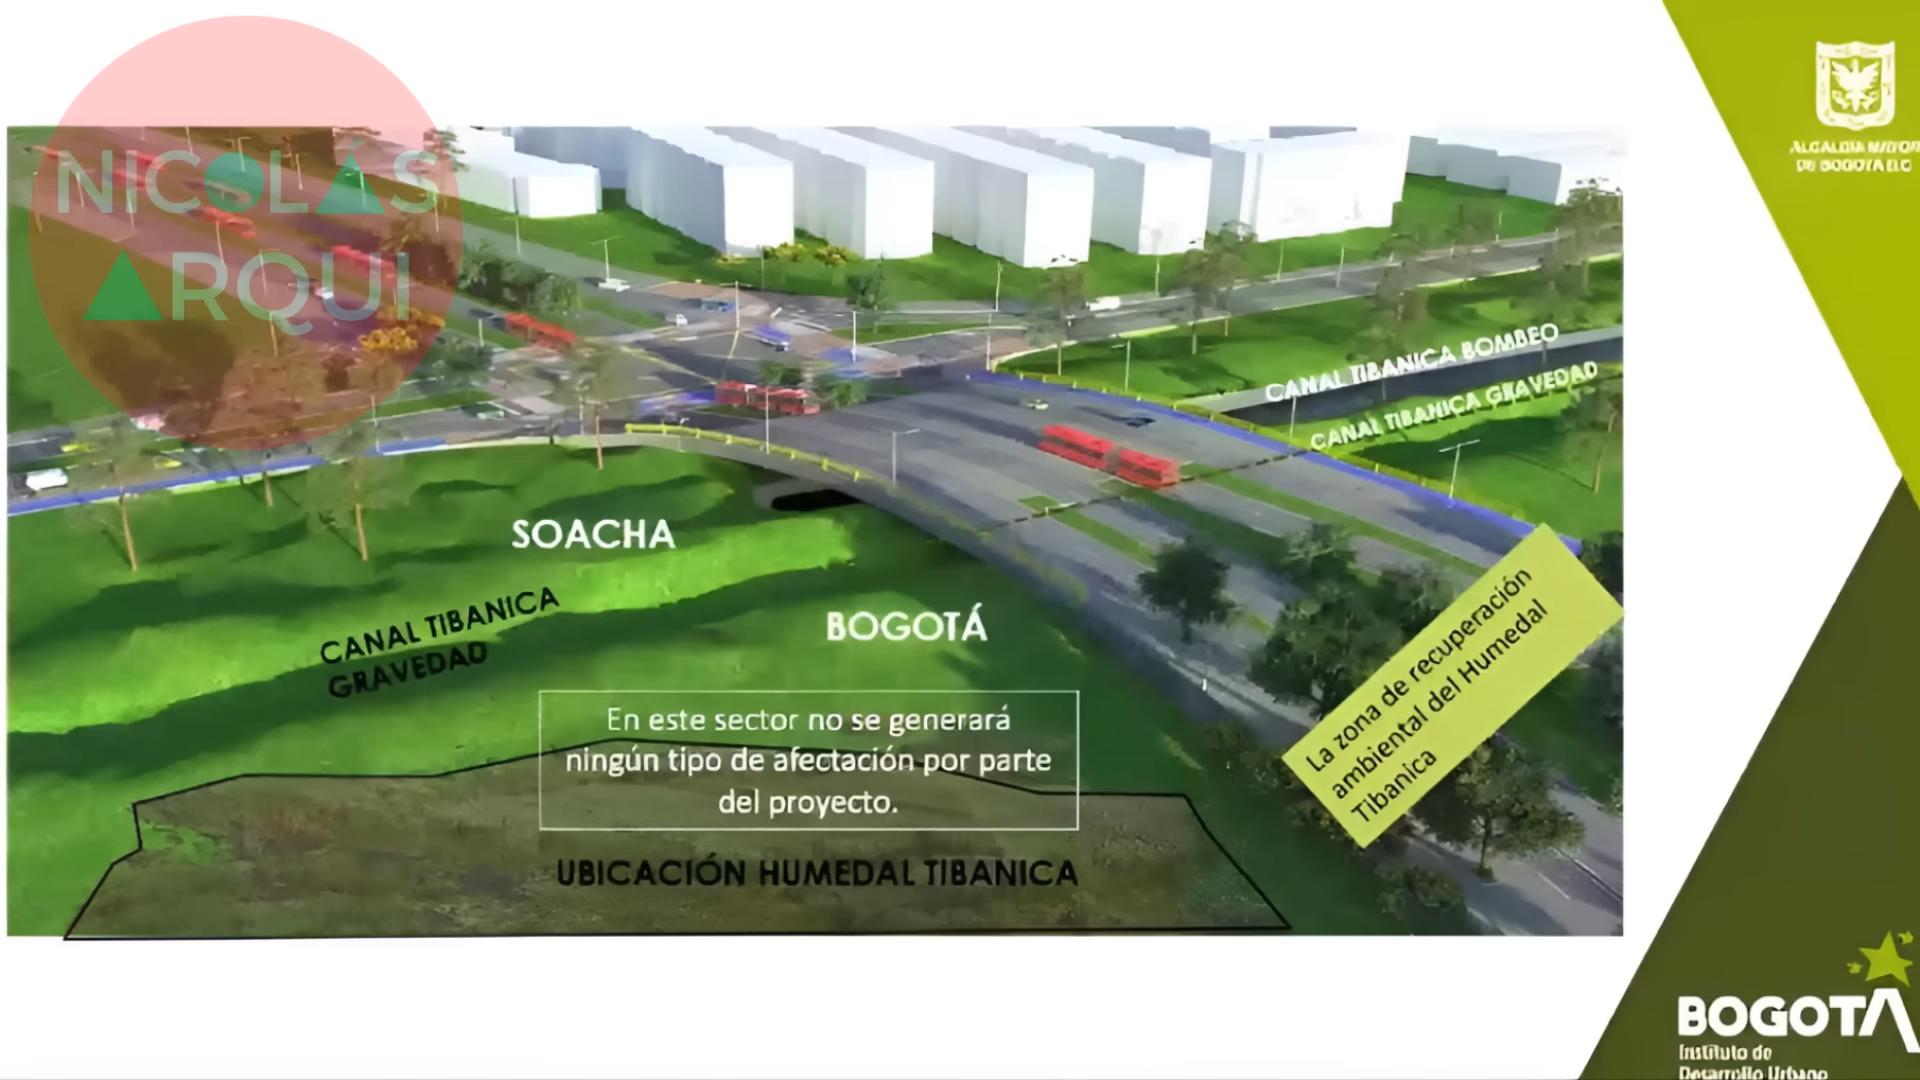 NICOLÁS
ARQUI
ALCALDÍA MAYOR
DE BOGOTÁ D.C
CANAL TIBANICA BOMBEO
CANAL TIBANICA GRAVEDAD
SOACHA
BOGOTÁ
CANAL TIBANICA
GRAVEDAD
La zona de recuperación
ambiental del Humedal
Tibanica
En este sector no se generará
ningún tipo de afectación por parte
del proyecto.
UBICACIÓN HUMEDAL TIBANICA
BOGOTÁ
Instituto de
Desarrollo Urbano